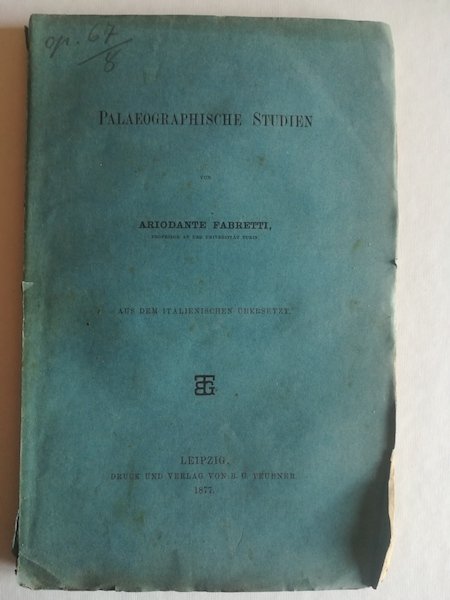 op. 67/8
PALAEOGRAPHISCHE STUDIEN
VON
ARIODANTE FABRETTI,
PROFESSOR AN DER UNIVERSITÄT TURIN.
AUS DEM ITALIENISCHEN ÜBERSETZT.
LEIPZIG,
DRUCK UND VERLAG VON B. G. TEUBNER.
1877.